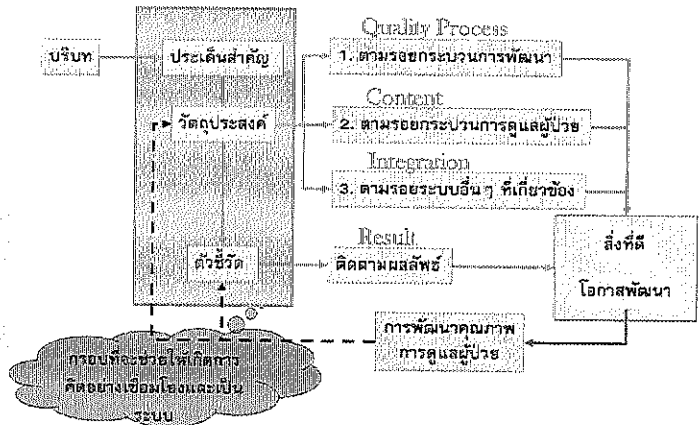 Quality Process
บริบท
ประเด็นสำคัญ
1. ตามรอยกระบวนการพัฒนา
Content
วัตถุประสงค์
2. ตามรอยกระบวนการดูแลผู้ป่วย
Integration
3. ตามรอยระบบอื่นๆ ที่เกี่ยวข้อง
Result
ตัวชี้วัด
ติดตามผลลัพธ์
สิ่งที่ดี
โอกาสพัฒนา
การพัฒนาคุณภาพ
การดูแลผู้ป่วย
กรอบที่จะช่วยให้เกิดการ
คิดอย่างเชื่อมโยงและเป็น
ระบบ